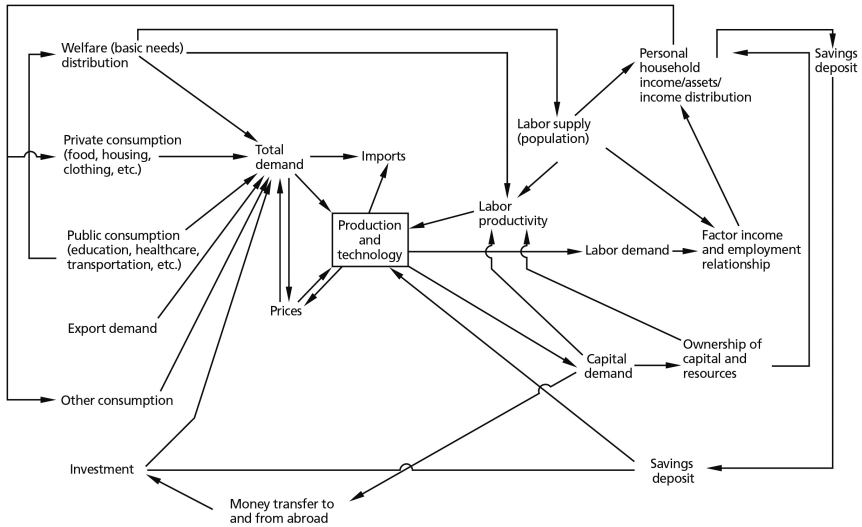 Welfare (basic needs)
distribution
Personal
household
income/assets/
income distribution
Savings
deposit
Private consumption
(food, housing,
clothing, etc.)
Total
demand
Imports
Labor supply
(population)
Public consumption
(education, healthcare,
transportation, etc.)
Production
and
technology
Labor
productivity
Labor demand
Factor income
and employment
relationship
Prices
Export demand
Capital
demand
Ownership of
capital and
resources
Other consumption
Investment
Savings
deposit
Money transfer to
and from abroad